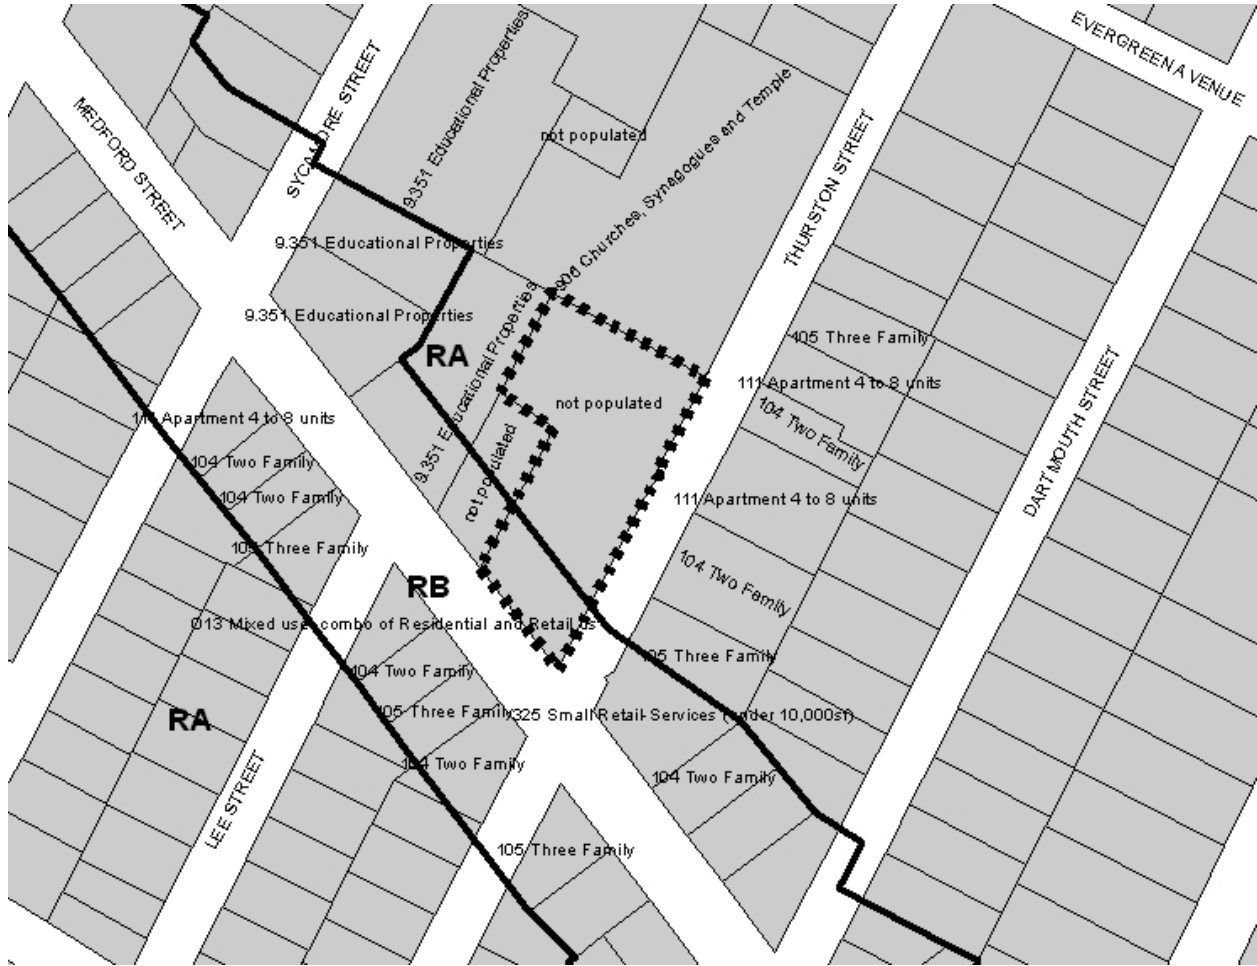 EVERGREEN AVENUE
SYCAMORE STREET
9.351 Educational Properties
MEDFORD STREET
not populated
906 Churches, Synagogues and Temple
THURSTON STREET
9.351 Educational Properties
9.351 Educational Properties
9.351 Educational Properties
RA
105 Three Family
111 Apartment 4 to 8 units
not populated
104 Two Family
DARTMOUTH STREET
111 Apartment 4 to 8 units
104 Two Family
104 Two Family
not populated
111 Apartment 4 to 8 units
105 Three Family
RB
104 Two Family
013 Mixed use, combo of Residential and Retail us
105 Three Family
104 Two Family
RA
105 Three Family
325 Small Retail-Services (under 10,000sf)
104 Two Family
104 Two Family
LEE STREET
105 Three Family